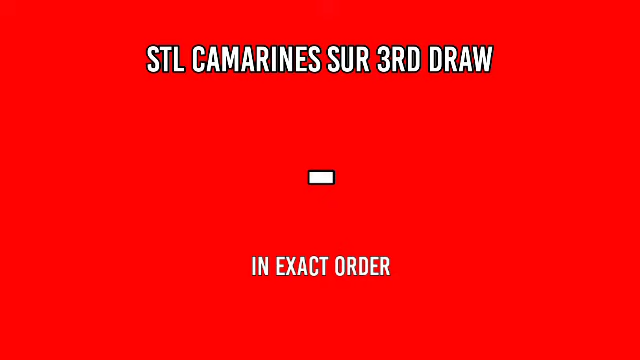 STL CAMARINES SUR 3RD DRAW
-
IN EXACT ORDER